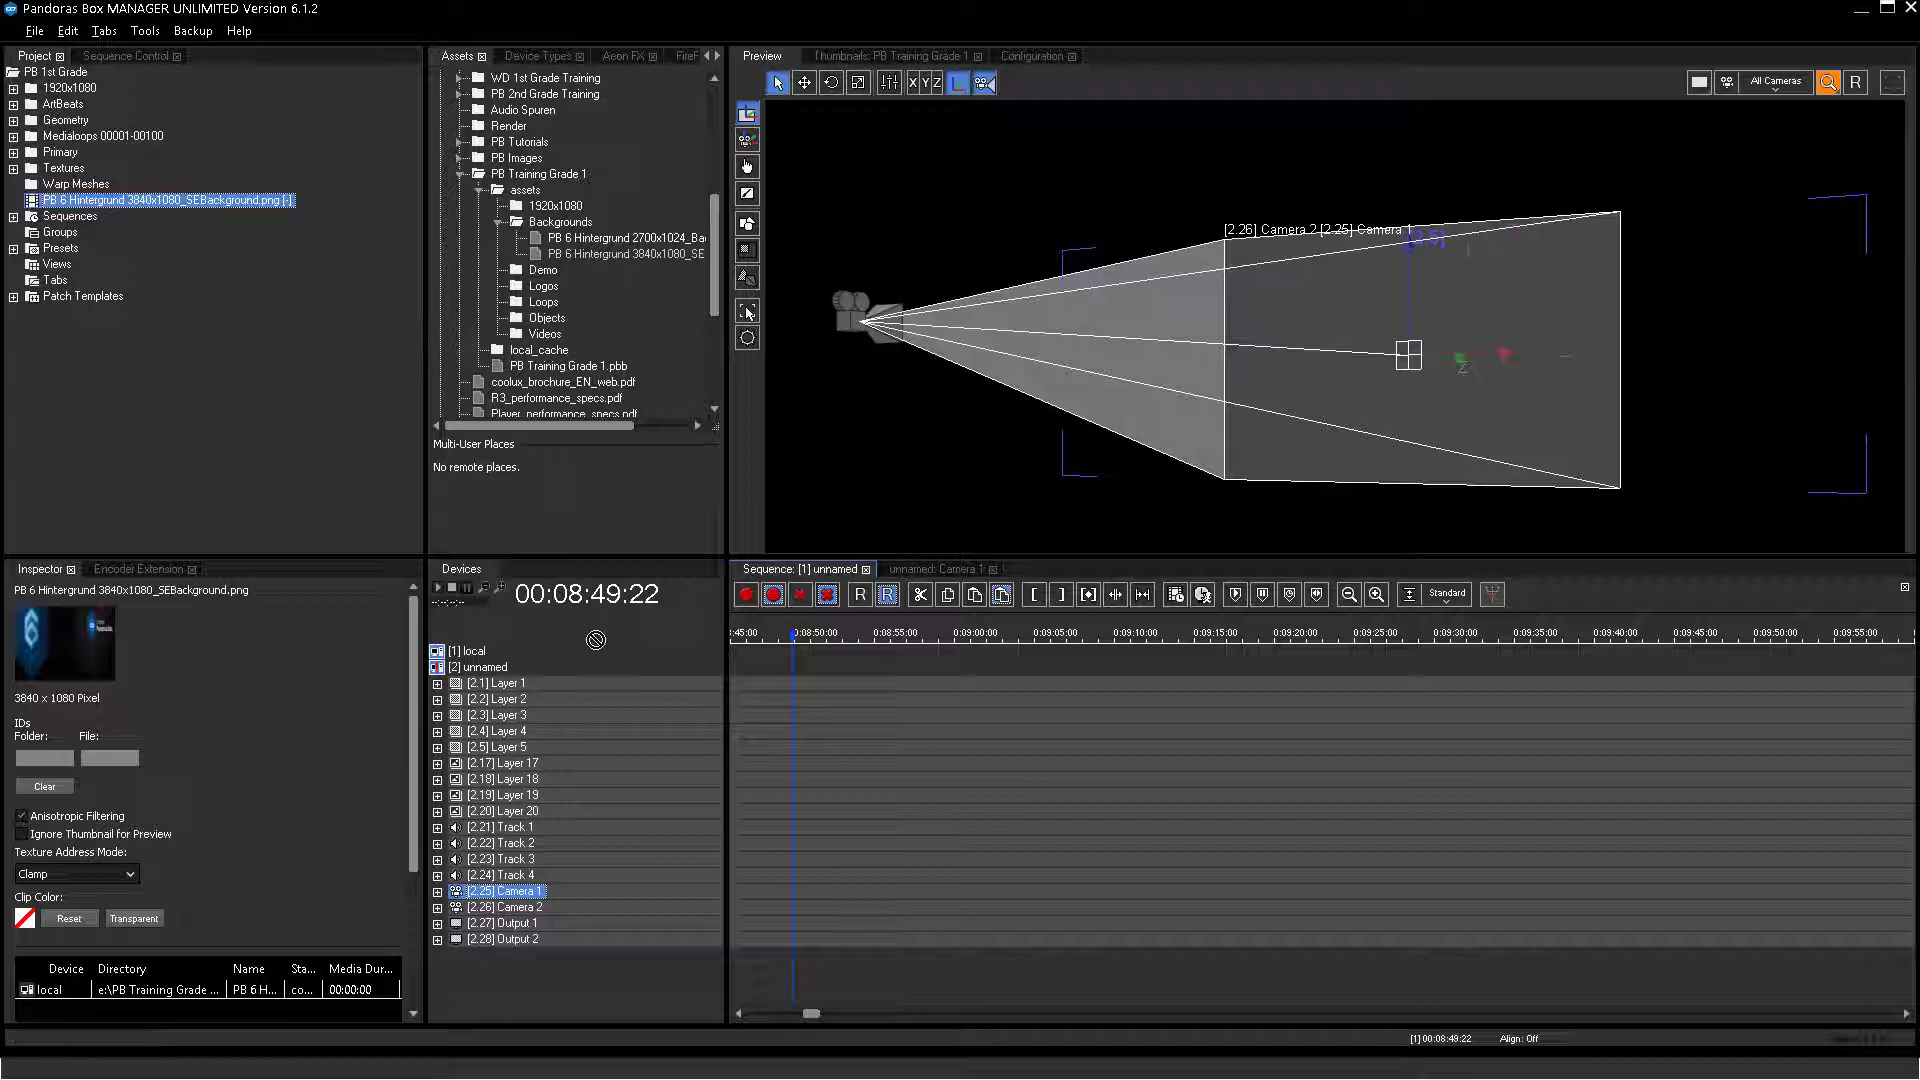 Pandoras Box MANAGER UNLIMITED Version 6.1.2
File Edit Tabs Tools Backup Help
Project Sequence Control
PB 1st Grade
1920x1080
ArtBeats
Geometry
Medialoops 00001-00100
Primary
Textures
Warp Meshes
PB 6 Hintergrund 3840x1080_SEBackground.png [-]
Sequences
Groups
Presets
Views
Tabs
Patch Templates
Assets Device Types Aeon FX FireF
WD 1st Grade Training
PB 2nd Grade Training
Audio Spuren
Render
PB Tutorials
PB Images
PB Training Grade 1
assets
1920x1080
Backgrounds
PB 6 Hintergrund 2700x1024_Ba
PB 6 Hintergrund 3840x1080_SE
Demo
Logos
Loops
Objects
Videos
local_cache
PB Training Grade 1.pbb
coolux_brochure_EN_web.pdf
R3_performance_specs.pdf
Player_performance_specs.pdf
Multi-User Places
No remote places.
Preview Thumbnails: PB Training Grade 1 Configuration
X Y Z All Cameras R
[2.26] Camera 2 [2.25] Camera 1
[2.5]
Z
Inspector Encoder Extension
PB 6 Hintergrund 3840x1080_SEBackground.png
3840 x 1080 Pixel
IDs
Folder: File:
Clear
Anisotropic Filtering
Ignore Thumbnail for Preview
Texture Address Mode:
Clamp
Clip Color:
Reset Transparent
Device Directory Name Sta... Media Dur...
local e:\PB Training Grade ... PB 6 H... co... 00:00:00
Devices
00:08:49:22
[1] local
[2] unnamed
[2.1] Layer 1
[2.2] Layer 2
[2.3] Layer 3
[2.4] Layer 4
[2.5] Layer 5
[2.17] Layer 17
[2.18] Layer 18
[2.19] Layer 19
[2.20] Layer 20
[2.21] Track 1
[2.22] Track 2
[2.23] Track 3
[2.24] Track 4
[2.25] Camera 1
[2.26] Camera 2
[2.27] Output 1
[2.28] Output 2
Sequence: [1] unnamed unnamed: Camera 1
R R Standard
:45:00 0:08:50:00 0:08:55:00 0:09:00:00 0:09:05:00 0:09:10:00 0:09:15:00 0:09:20:00 0:09:25:00 0:09:30:00 0:09:35:00 0:09:40:00 0:09:45:00 0:09:50:00 0:09:55:00
[1] 00:08:49:22 Align: Off